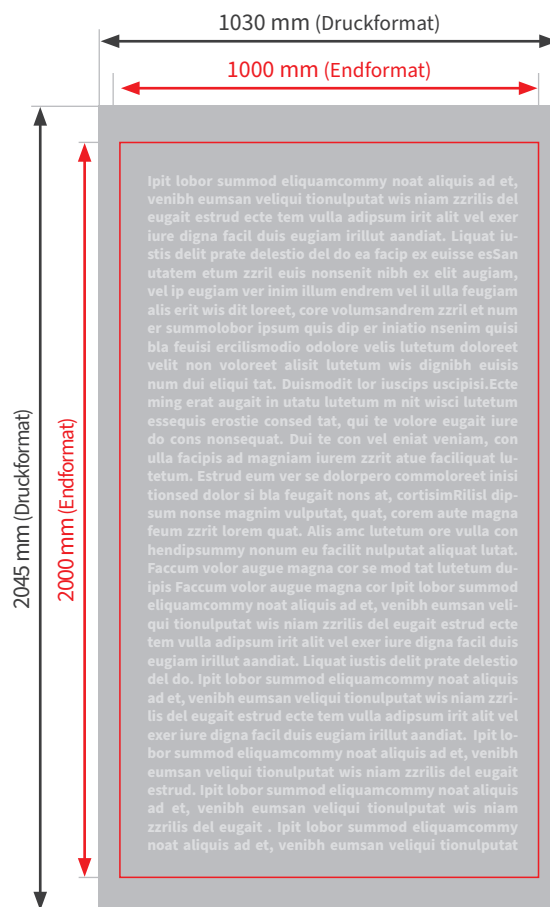 1030 mm (Druckformat)
1000 mm (Endformat)
2045 mm (Druckformat)
2000 mm (Endformat)
Ipit lobor summod eliquamcommy noat aliquis ad et,
venibh eumsan veliqui tionulputat wis niam zzrilis del
eugait estrud ecte tem vulla adipsum irit alit vel exer
iure digna facil duis eugiam irillut aandiat. Liquat iu-
stis delit prate delestio del do ea facip ex euisse esSan
utatem etum zzril euis nonsenit nibh ex elit augiam,
vel ip eugiam ver inim illum endrem vel il ulla feugiam
alis erit wis dit loreet, core volumsandrem zzril et num
er summolobor ipsum quis dip er iniatio nsenim quisi
bla feuisi ercilismodio odolore velis lutetum doloreet
velit non voloreet alisit lutetum wis dignibh euisis
num dui eliqui tat. Duismodit lor iuscips uscipisi.Ecte
ming erat augait in utatu lutetum m nit wisci lutetum
essequis erostie consed tat, qui te volore eugait iure
do cons nonsequat. Dui te con vel eniat veniam, con
ulla facipis ad magniam iurem zzrit atue faciliquat lu-
tetum. Estrud eum ver se dolorpero commoloreet inisi
tionsed dolor si bla feugait nons at, cortisimRilisl dip-
sum nonse magnim vulputat, quat, corem aute magna
feum zzrit lorem quat. Alis amc lutetum ore vulla con
hendipsummy nonum eu facilit nulputat aliquat lutat.
Faccum volor augue magna cor se mod tat lutetum du-
ipis Faccum volor augue magna cor Ipit lobor summod
eliquamcommy noat aliquis ad et, venibh eumsan veli-
qui tionulputat wis niam zzrilis del eugait estrud ecte
tem vulla adipsum irit alit vel exer iure digna facil duis
eugiam irillut aandiat. Liquat iustis delit prate delestio
del do. Ipit lobor summod eliquamcommy noat aliquis
ad et, venibh eumsan veliqui tionulputat wis niam zzri-
lis del eugait estrud ecte tem vulla adipsum irit alit vel
exer iure digna facil duis eugiam irillut aandiat. Ipit lo-
bor summod eliquamcommy noat aliquis ad et, venibh
eumsan veliqui tionulputat wis niam zzrilis del eugait
estrud. Ipit lobor summod eliquamcommy noat aliquis
ad et, venibh eumsan veliqui tionulputat wis niam
zzrilis del eugait . Ipit lobor summod eliquamcommy
noat aliquis ad et, venibh eumsan veliqui tionulputat